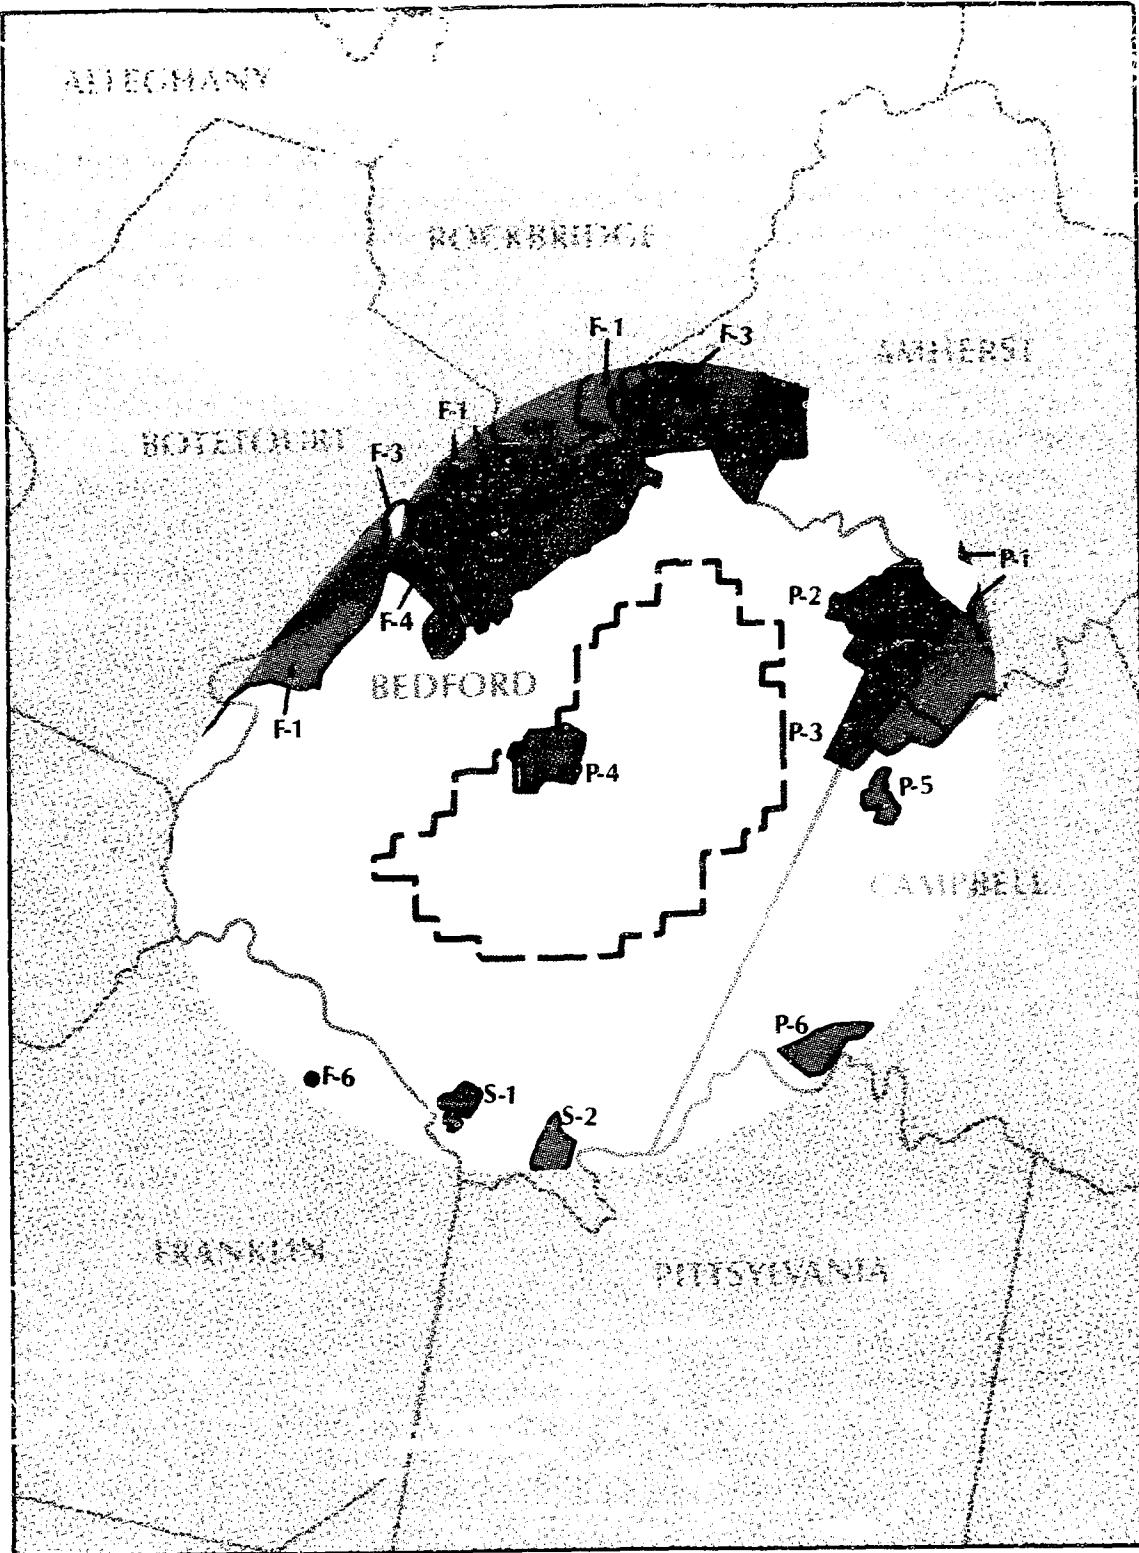 ALLEGHANY
ROCKBRIDGE
F-1
F-3
AMHERST
F-1
BOTETOURT
F-3
P-1
P-2
F-4
BEDFORD
F-1
P-3
P-4
P-5
CAMPBELL
P-6
F-6
S-1
S-2
FRANKLIN
PITTSYLVANIA